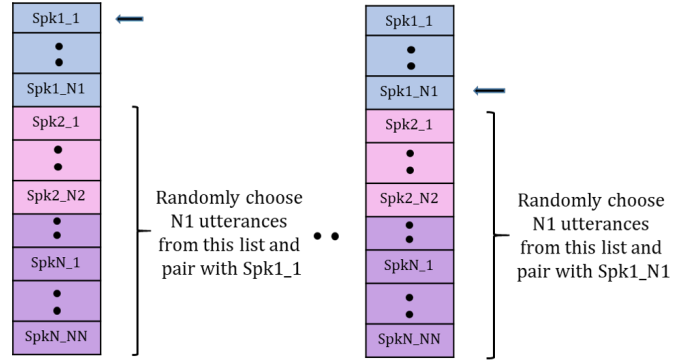 Spk1_1
Spk1_N1
Spk2_1
Spk2_N2
SpkN_1
SpkN_NN
Randomly choose
N1 utterances
from this list and
pair with Spk1_1
Spk1_1
Spk1_N1
Spk2_1
Spk2_N2
SpkN_1
SpkN_NN
Randomly choose
N1 utterances
from this list and
pair with Spk1_N1